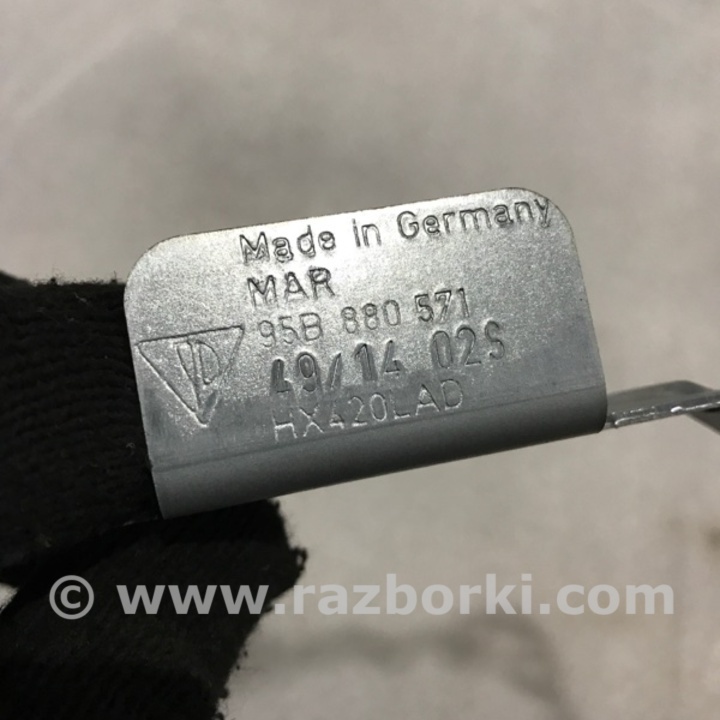 Made in Germany
MAR
95B 880 571
49/14 02S
HX420LAD
© www.razborki.com